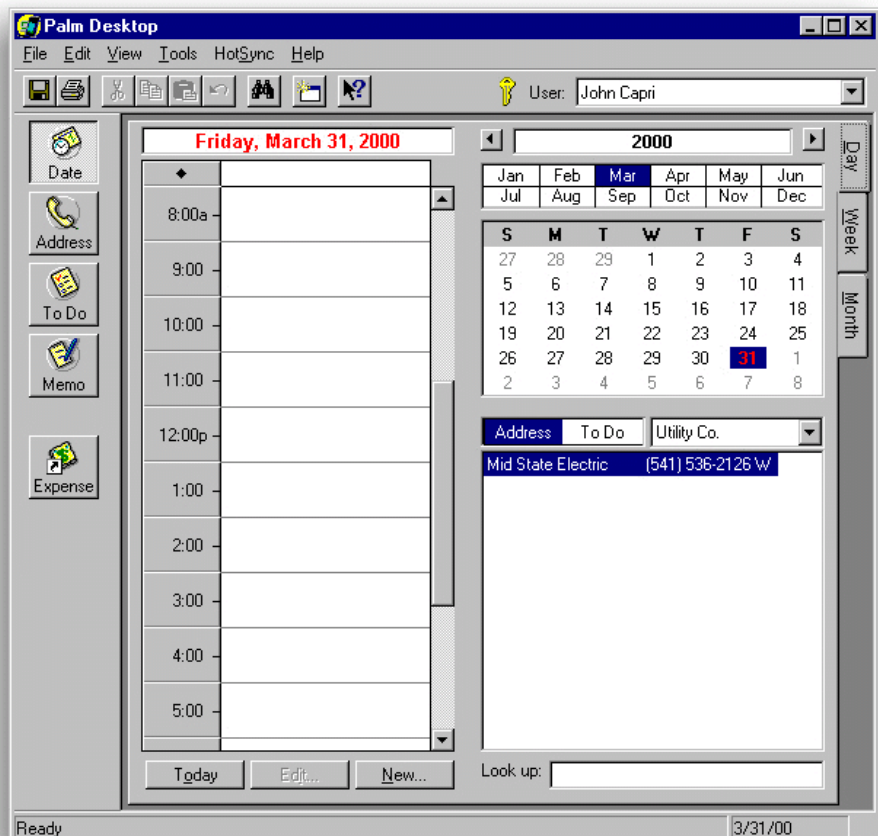 Palm Desktop
File Edit View Tools HotSync Help
User: John Capri
Date
Address
To Do
Memo
Expense
Friday, March 31, 2000
8:00a
9:00
10:00
11:00
12:00p
1:00
2:00
3:00
4:00
5:00
Today Edit... New...
2000
Jan Feb Mar Apr May Jun
Jul Aug Sep Oct Nov Dec
S M T W T F S
27 28 29 1 2 3 4
5 6 7 8 9 10 11
12 13 14 15 16 17 18
19 20 21 22 23 24 25
26 27 28 29 30 31 1
2 3 4 5 6 7 8
Address To Do Utility Co.
Mid State Electric (541) 536-2126 W
Look up:
Day
Week
Month
Ready 3/31/00